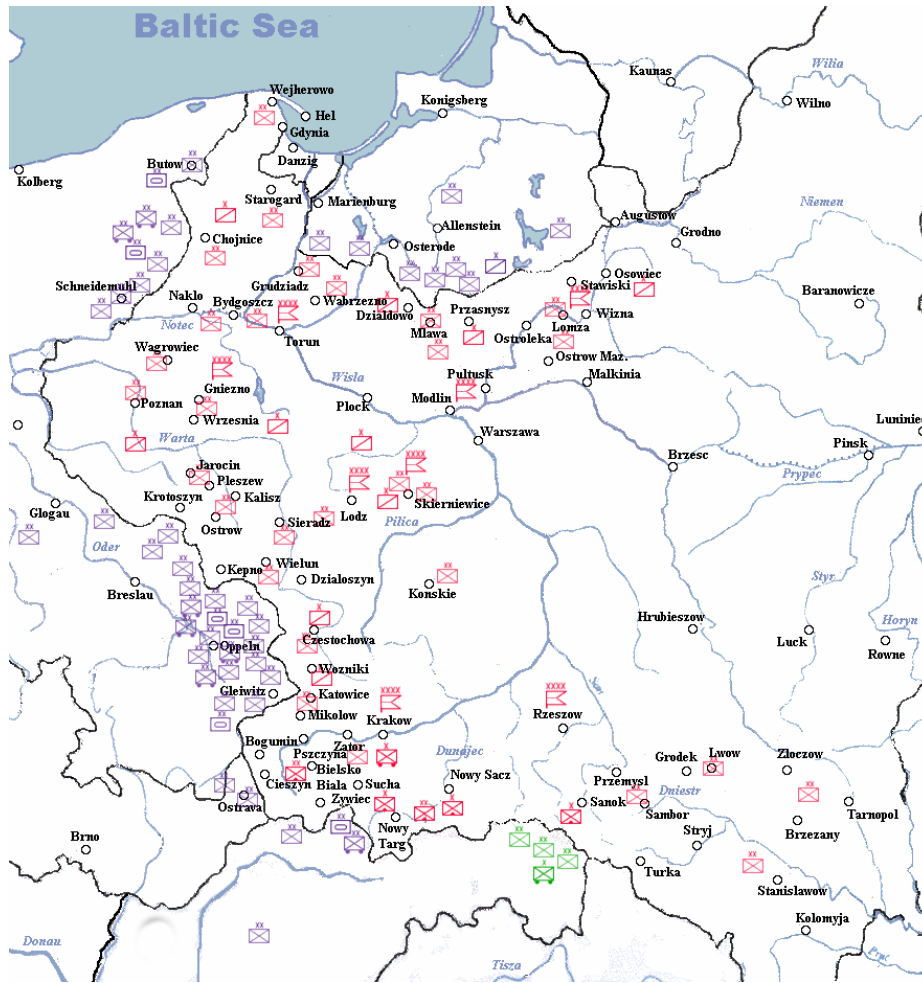 Baltic Sea
Wilia
Kaunas
Wejherowo
Wilno
Konigsberg
Hel
Gdynia
Danzig
Butow
Kolberg
Starogard
Marienburg
Niemen
Allenstein
Augustow
Chojnice
Osterode
Grodno
Osowiec
Grudziadz
Stawiski
Schneidemuhl
Wabrzezno
Baranowicze
Naklo
Bydgoszcz
Dzialdowo
Przasnysz
Lomza
Wizna
Notec
Torun
Mlawa
Ostroleka
Wagrowiec
Ostrow Maz.
Wisla
Pultusk
Malkinia
Gniezno
Poznan
Plock
Modlin
Wrzesnia
Luniniec
Warta
Warszawa
Pinsk
Brzesc
Prypec
Jarocin
Pleszew
Krotoszyn
Kalisz
Skierniewice
Glogau
Lodz
Ostrow
Sieradz
Pilica
Oder
Wielun
Kepno
Dzialoszyn
Konskie
Breslau
Styr
Hrubieszow
Horyn
Czestochowa
Luck
Rowne
Oppeln
Wozniki
San
Gleiwitz
Katowice
Mikolow
Krakow
Rzeszow
Bogumin
Pszczyna
Zator
Dunajec
Grodek
Lwow
Zloczow
Cieszyn
Bielsko
Biala
Sucha
Nowy Sacz
Przemysl
Dniestr
Ostrava
Zywiec
Sanok
Sambor
Tarnopol
Nowy
Targ
Stryj
Brzezany
Brno
Turka
Stanislawow
Kolomyja
Donau
Tisza
Prut